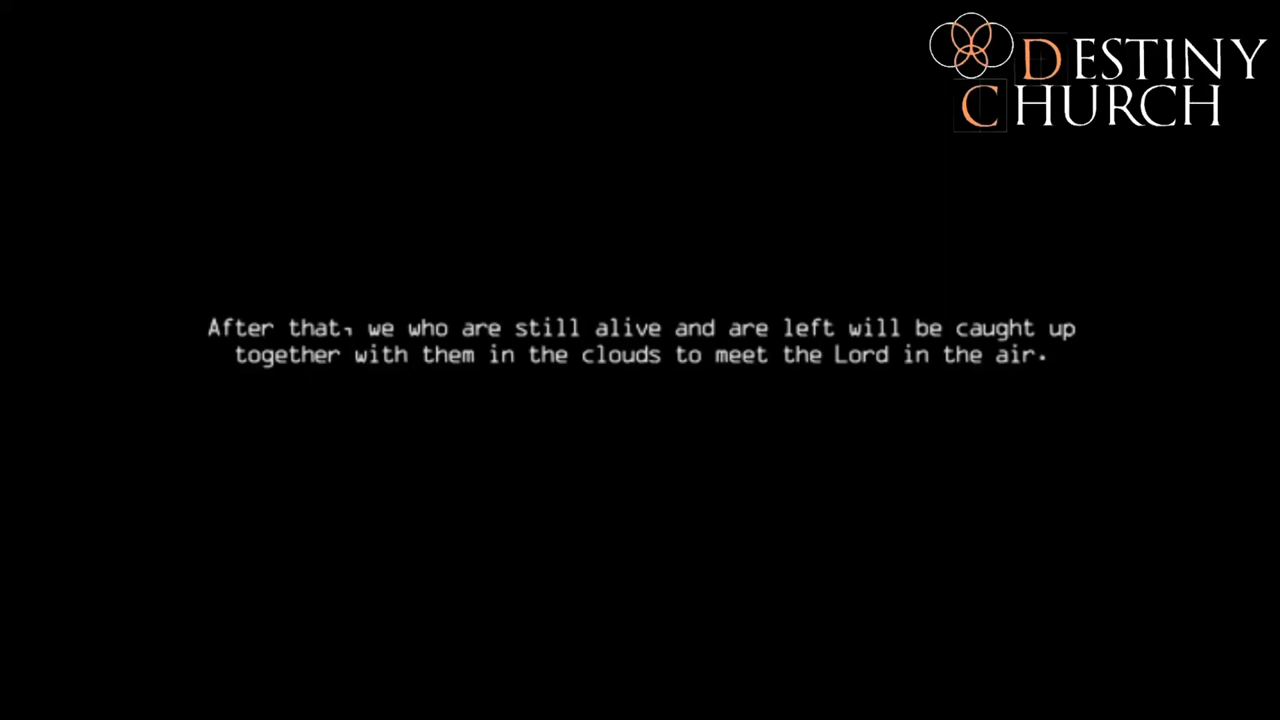 DESTINY
CHURCH
After that, we who are still alive and are left will be caught up
together with them in the clouds to meet the Lord in the air.